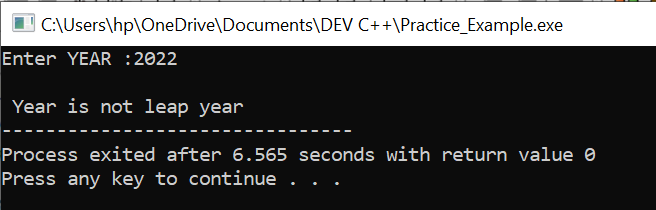 C:\Users\hp\OneDrive\Documents\DEV C++\Practice_Example.exe
Enter YEAR :2022
Year is not leap year
--------------------------------
Process exited after 6.565 seconds with return value 0
Press any key to continue . . .